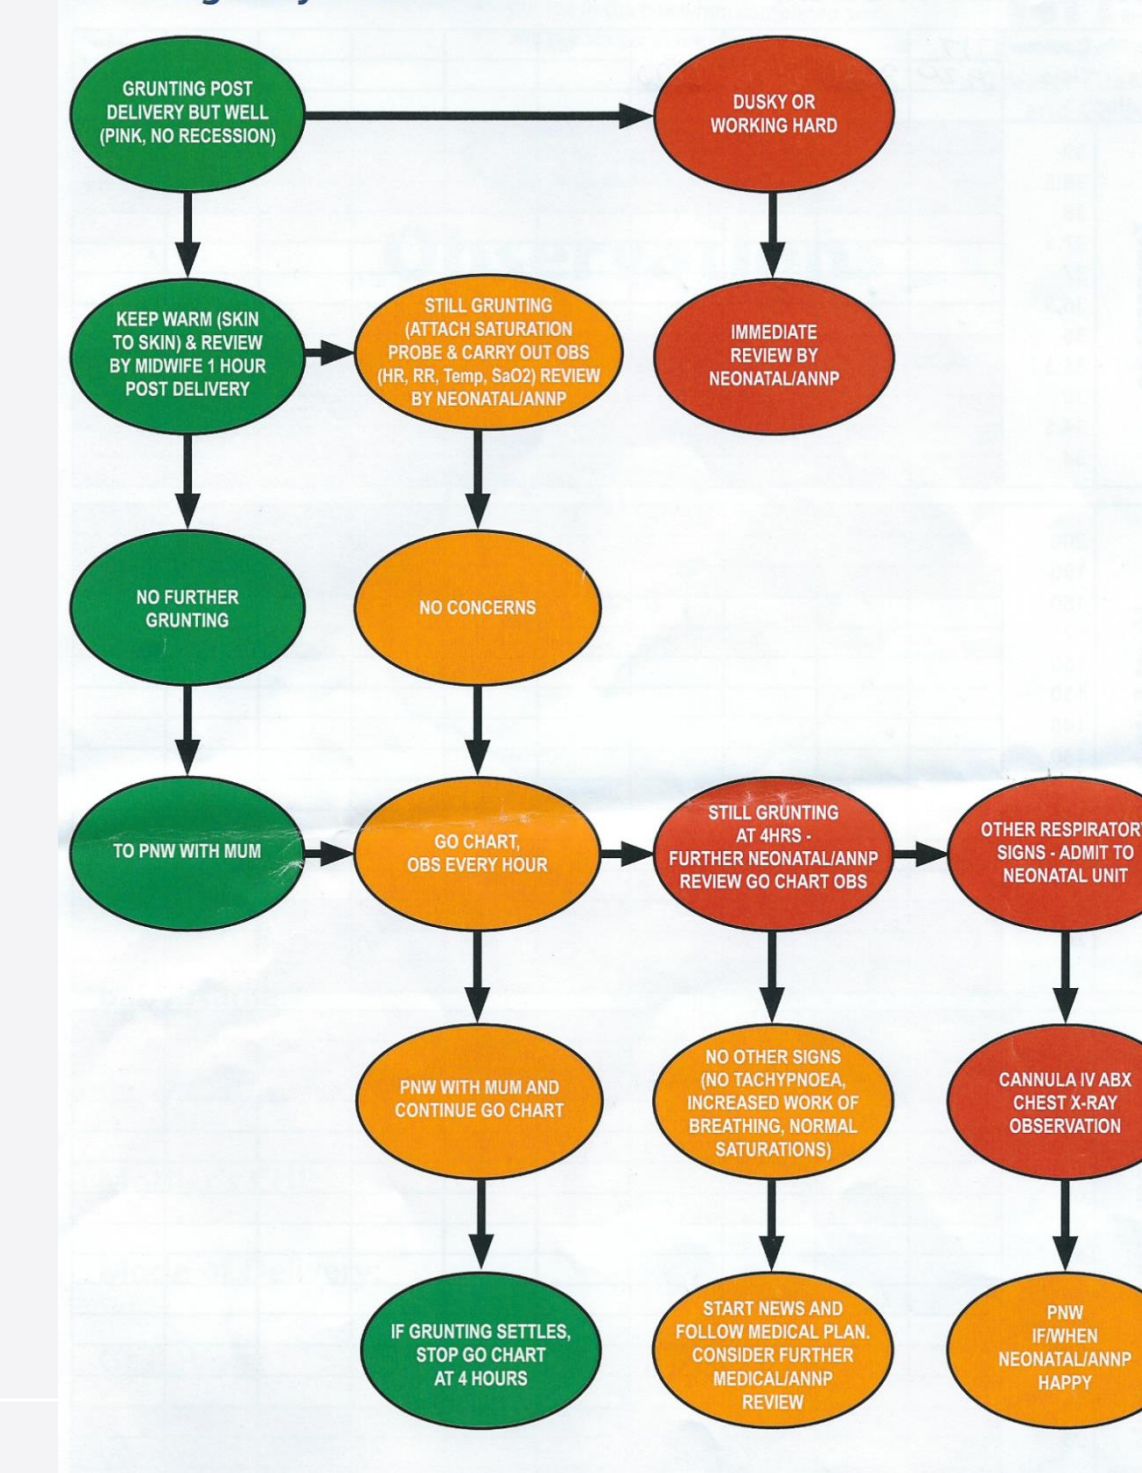 GRUNTING POST
DELIVERY BUT WELL
(PINK, NO RECESSION)
DUSKY OR
WORKING HARD
KEEP WARM (SKIN
TO SKIN) & REVIEW
BY MIDWIFE 1 HOUR
POST DELIVERY
STILL GRUNTING
(ATTACH SATURATION
PROBE & CARRY OUT OBS
(HR, RR, Temp, SaO2) REVIEW
BY NEONATAL/ANNP
IMMEDIATE
REVIEW BY
NEONATAL/ANNP
NO FURTHER
GRUNTING
NO CONCERNS
TO PNW WITH MUM
GO CHART,
OBS EVERY HOUR
STILL GRUNTING
AT 4HRS -
FURTHER NEONATAL/ANNP
REVIEW GO CHART OBS
OTHER RESPIRATORY
SIGNS - ADMIT TO
NEONATAL UNIT
PNW WITH MUM AND
CONTINUE GO CHART
NO OTHER SIGNS
(NO TACHYPNOEA,
INCREASED WORK OF
BREATHING, NORMAL
SATURATIONS)
CANNULA IV ABX
CHEST X-RAY
OBSERVATION
IF GRUNTING SETTLES,
STOP GO CHART
AT 4 HOURS
START NEWS AND
FOLLOW MEDICAL PLAN.
CONSIDER FURTHER
MEDICAL/ANNP
REVIEW
PNW
IF/WHEN
NEONATAL/ANNP
HAPPY